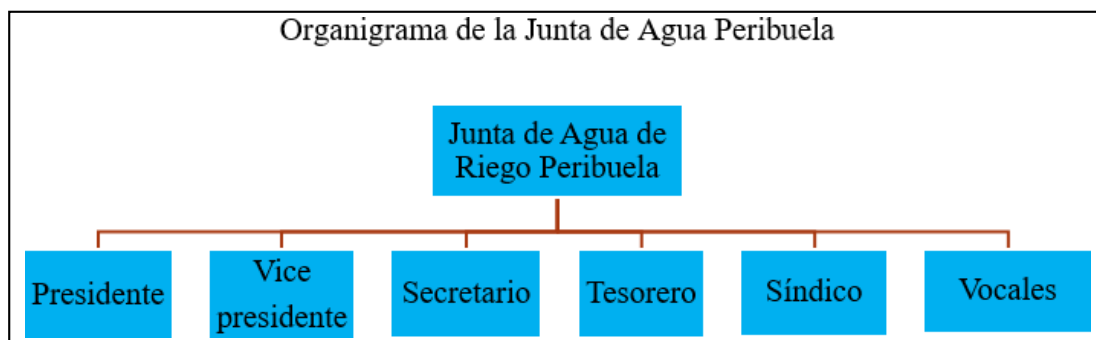 Organigrama de la Junta de Agua Peribuela
Junta de Agua de
Riego Peribuela
Presidente
Vice
presidente
Secretario
Tesorero
Síndico
Vocales